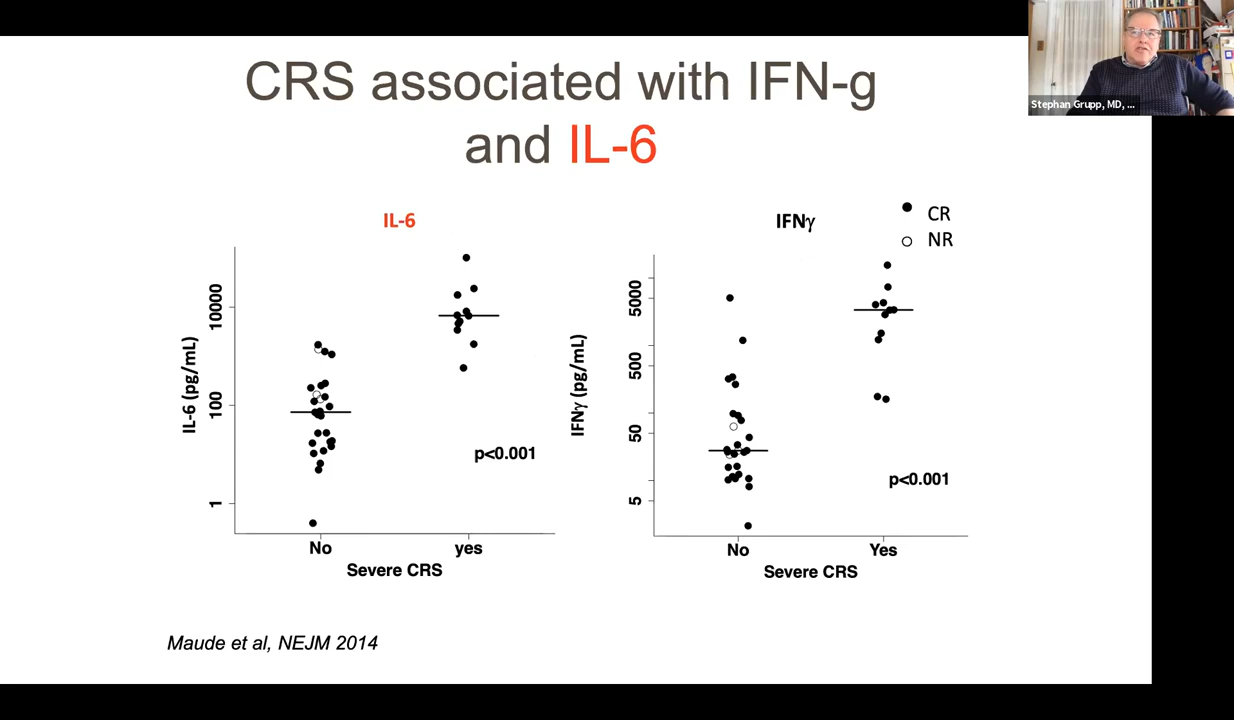 CRS associated with IFN-g
and IL-6
Stephan Grupp, MD, ...
IL-6
IL-6 (pg/mL)
10000
100
1
p<0.001
No
yes
Severe CRS
IFNγ
CR
NR
IFNγ (pg/mL)
5000
500
50
5
p<0.001
No
Yes
Severe CRS
Maude et al, NEJM 2014